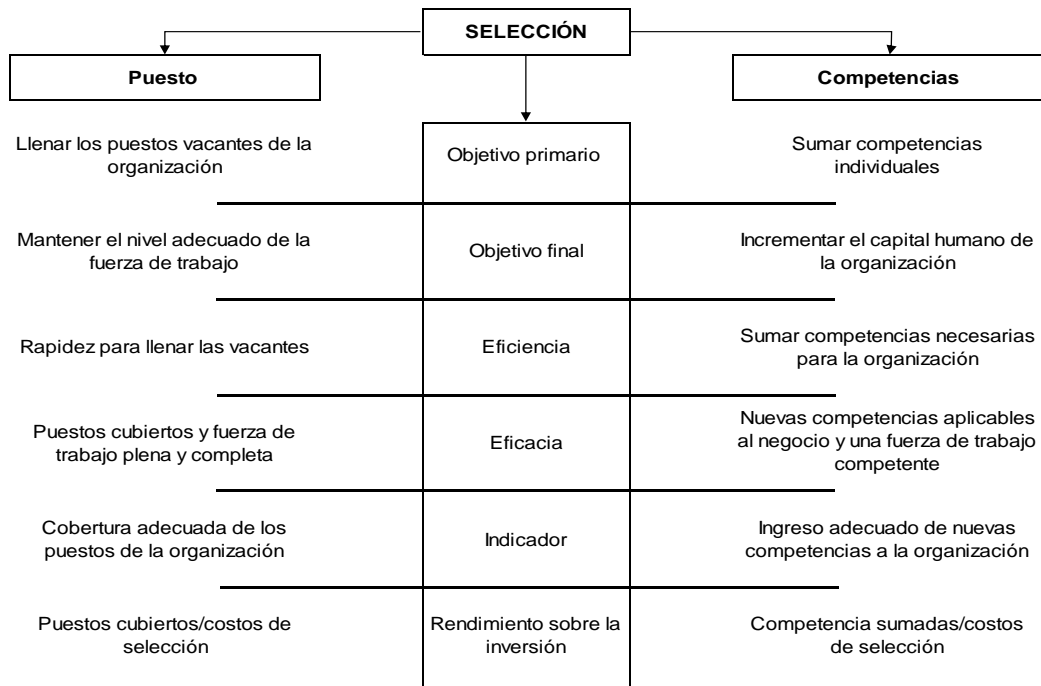 SELECCIÓN
Puesto
Competencias
Llenar los puestos vacantes de la
organización
Objetivo primario
Sumar competencias
individuales
Mantener el nivel adecuado de la
fuerza de trabajo
Objetivo final
Incrementar el capital humano de
la organización
Rapidez para llenar las vacantes
Eficiencia
Sumar competencias necesarias
para la organización
Puestos cubiertos y fuerza de
trabajo plena y completa
Eficacia
Nuevas competencias aplicables
al negocio y una fuerza de trabajo
competente
Cobertura adecuada de los
puestos de la organización
Indicador
Ingreso adecuado de nuevas
competencias a la organización
Puestos cubiertos/costos de
selección
Rendimiento sobre la
inversión
Competencia sumadas/costos
de selección